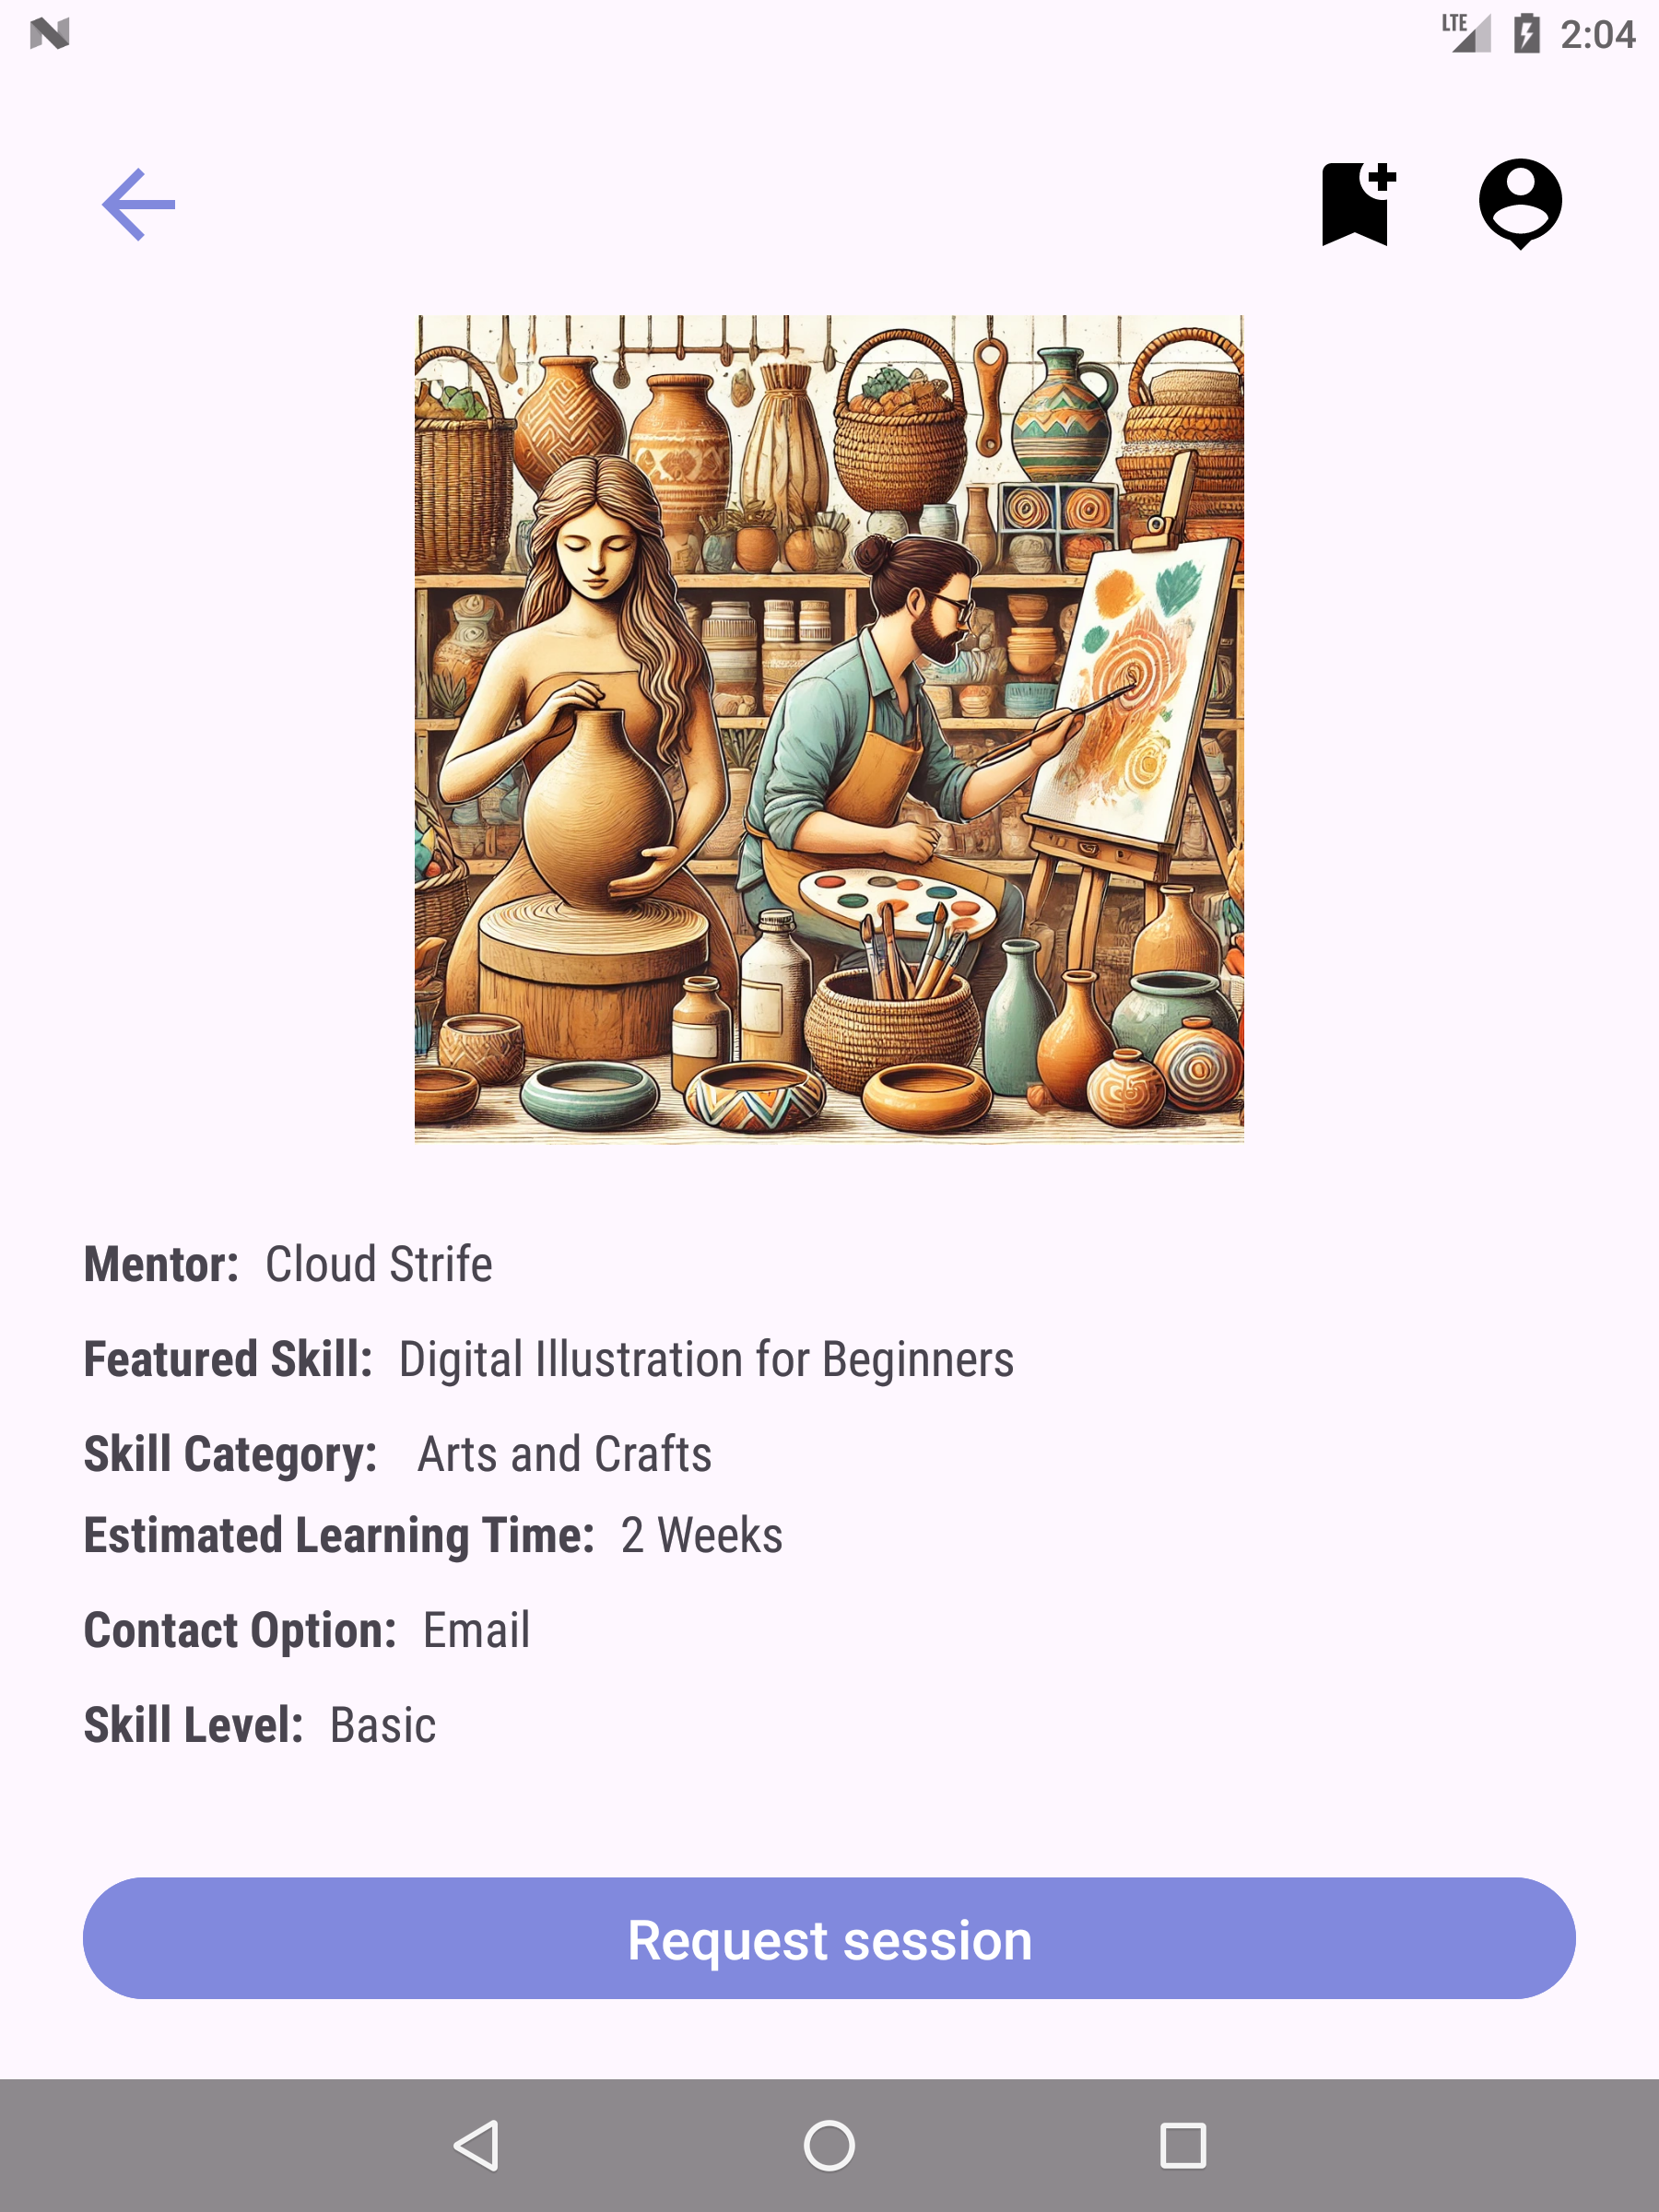 LTE 2:04
Mentor: Cloud Strife
Featured Skill: Digital Illustration for Beginners
Skill Category: Arts and Crafts
Estimated Learning Time: 2 Weeks
Contact Option: Email
Skill Level: Basic
Request session